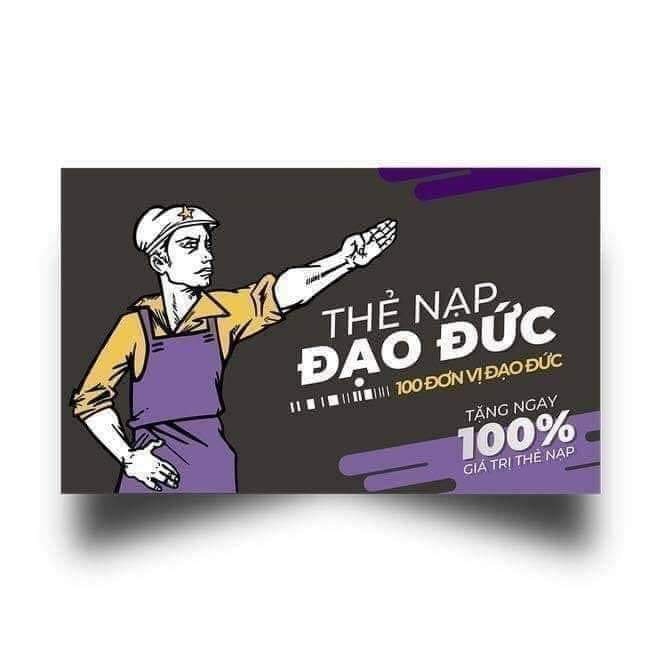 THẺ NẠP
ĐẠO ĐỨC
100 ĐƠN VỊ ĐẠO ĐỨC
TẶNG NGAY
100%
GIÁ TRỊ THẺ NẠP